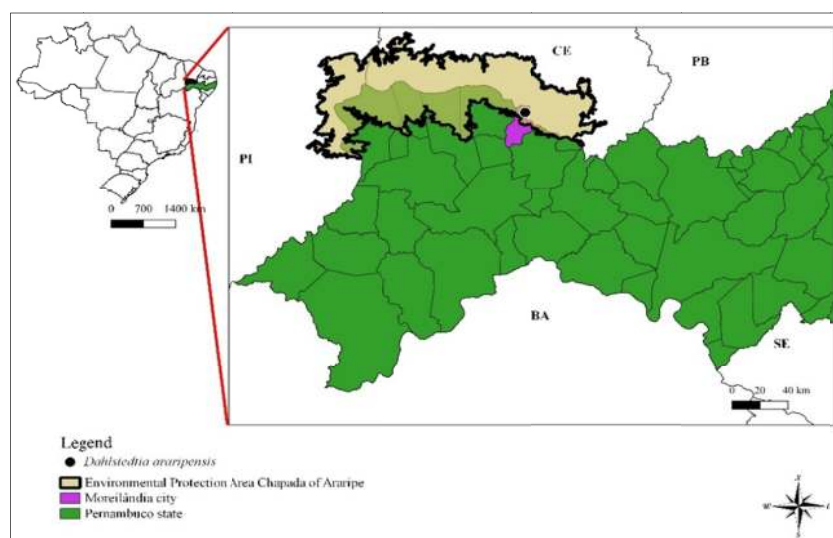 CE
PB
PI
0 700 1400 km
BA
SE
0 20 40 km
Legend
Dahlstedtia araripensis
Environmental Protection Area Chapada of Araripe
Moreilândia city
Pernambuco state